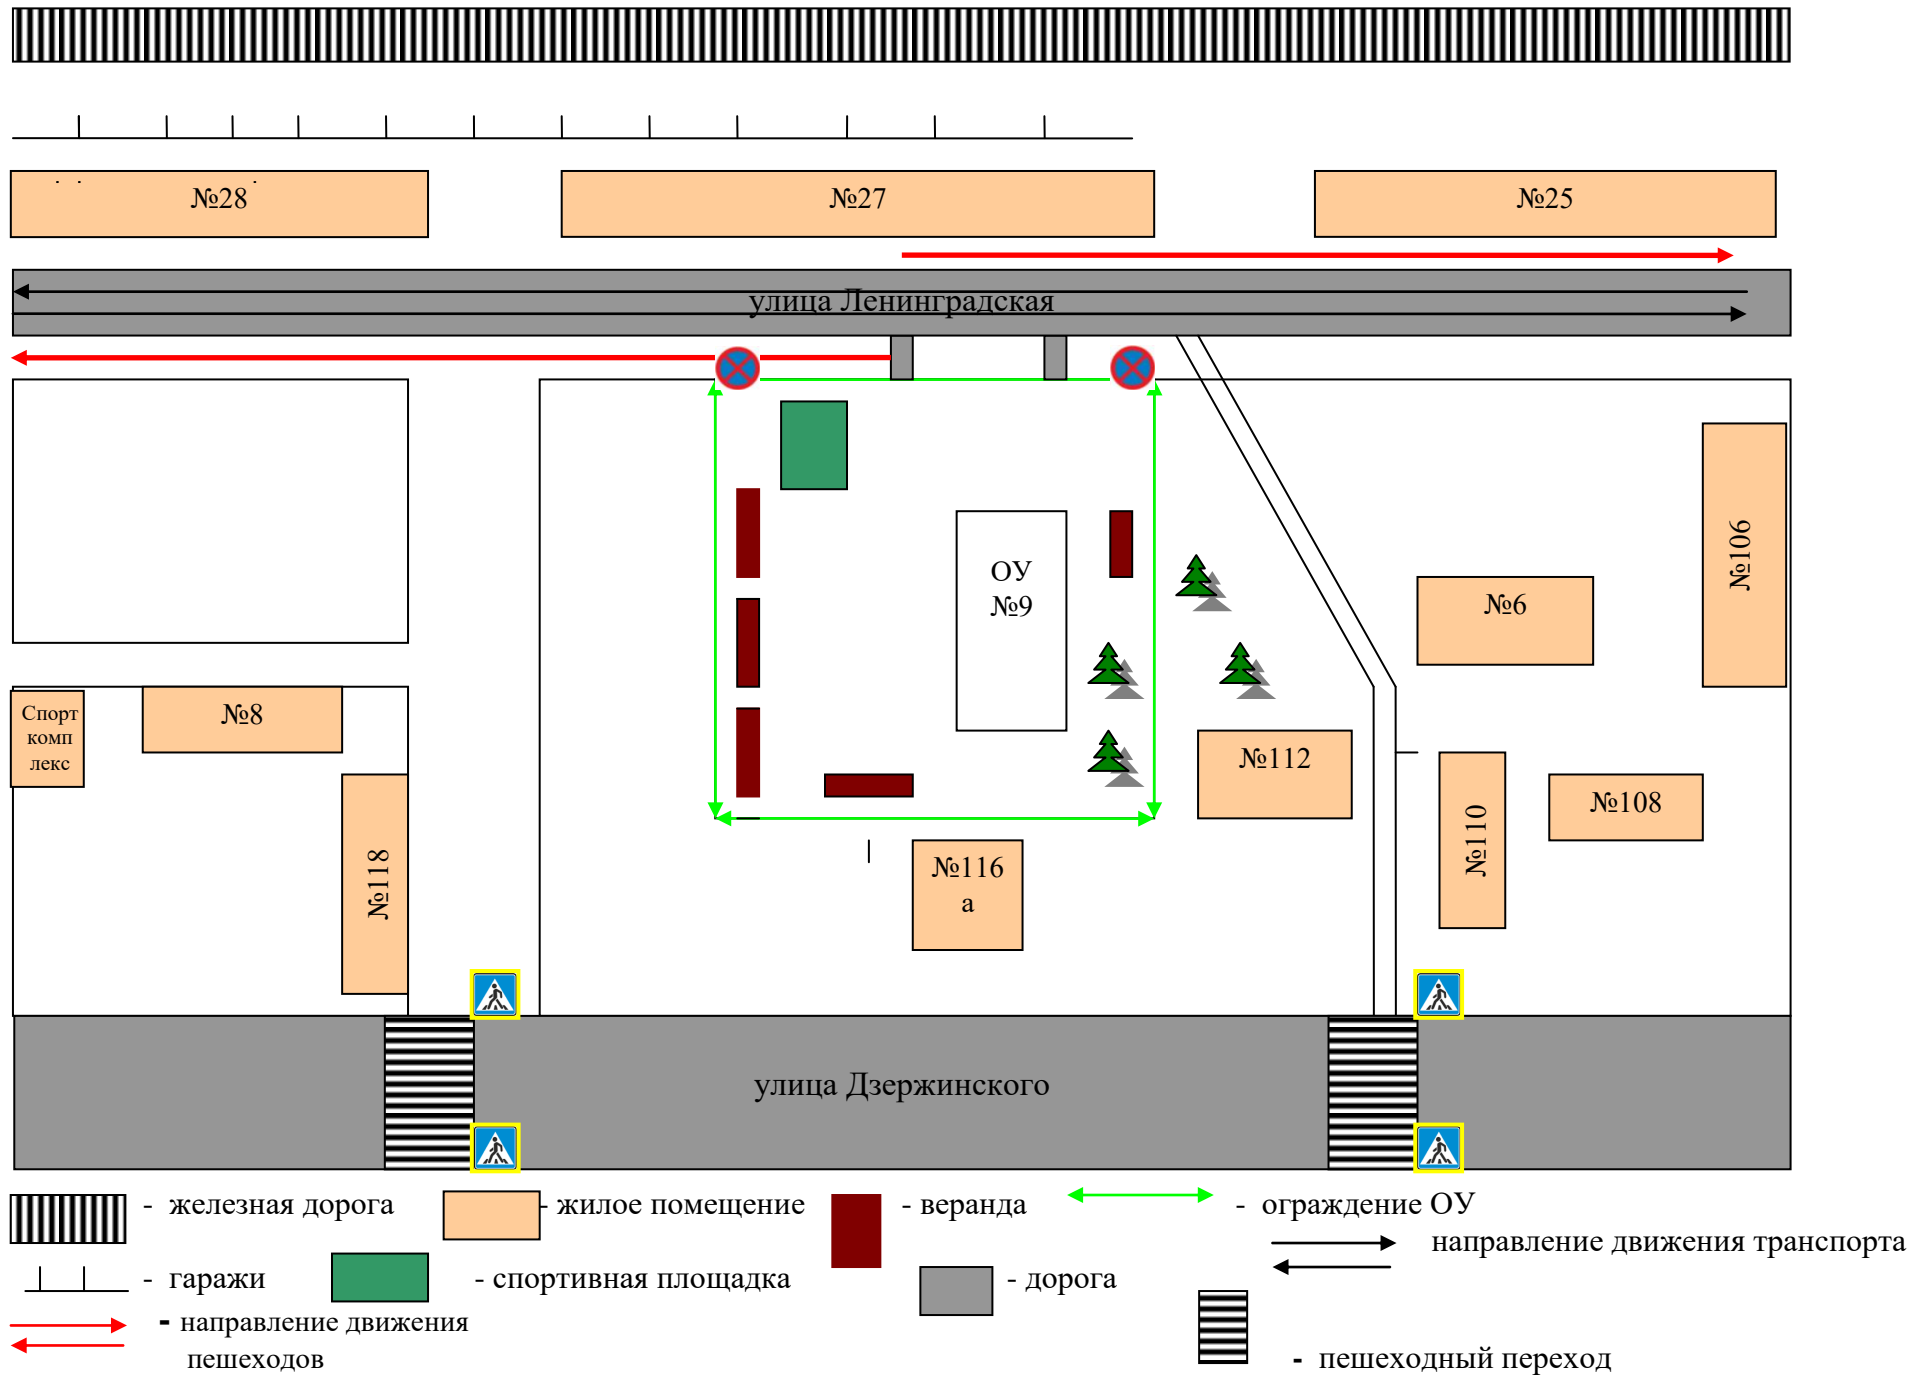 №28
№27
№25
улица Ленинградская
ОУ
№9
№106
№6
Спорт
комп
лекс
№8
№112
№108
№110
№118
№116
а
улица Дзержинского
- железная дорога
- жилое помещение
- веранда
- ограждение ОУ
направление движения транспорта
- гаражи
- спортивная площадка
- дорога
- направление движения
пешеходов
- пешеходный переход